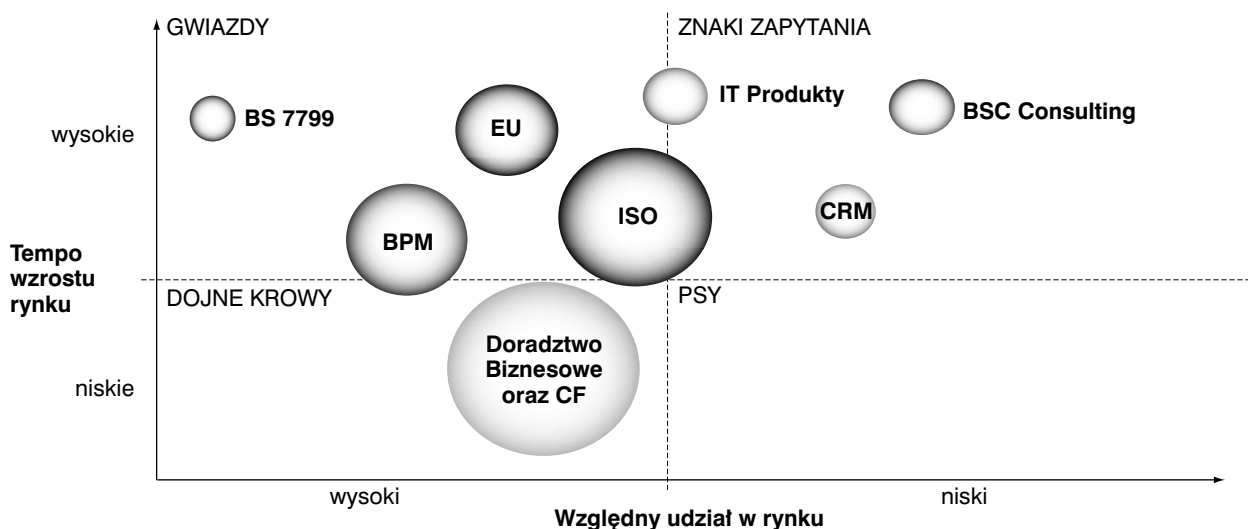 GWIAZDY
ZNAKI ZAPYTANIA
BS 7799
EU
IT Produkty
BSC Consulting
wysokie
ISO
CRM
BPM
Tempo
wzrostu
rynku
DOJNE KROWY
PSY
Doradztwo
Biznesowe
oraz CF
niskie
wysoki
niski
Względny udział w rynku